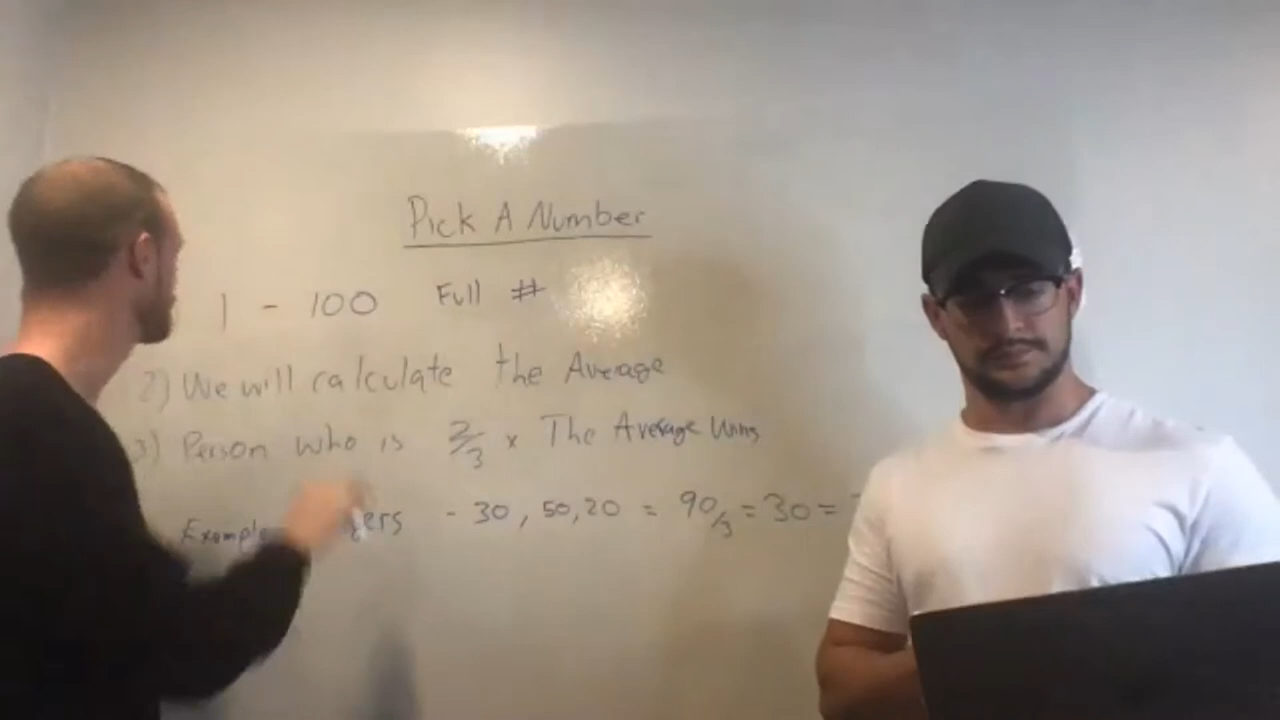 Pick A Number
1 - 100 Full #
2) We will calculate the Average
3) Person who is 2/3 x The Average Wins
Example - 30, 50, 20 = 90/3 = 30 =